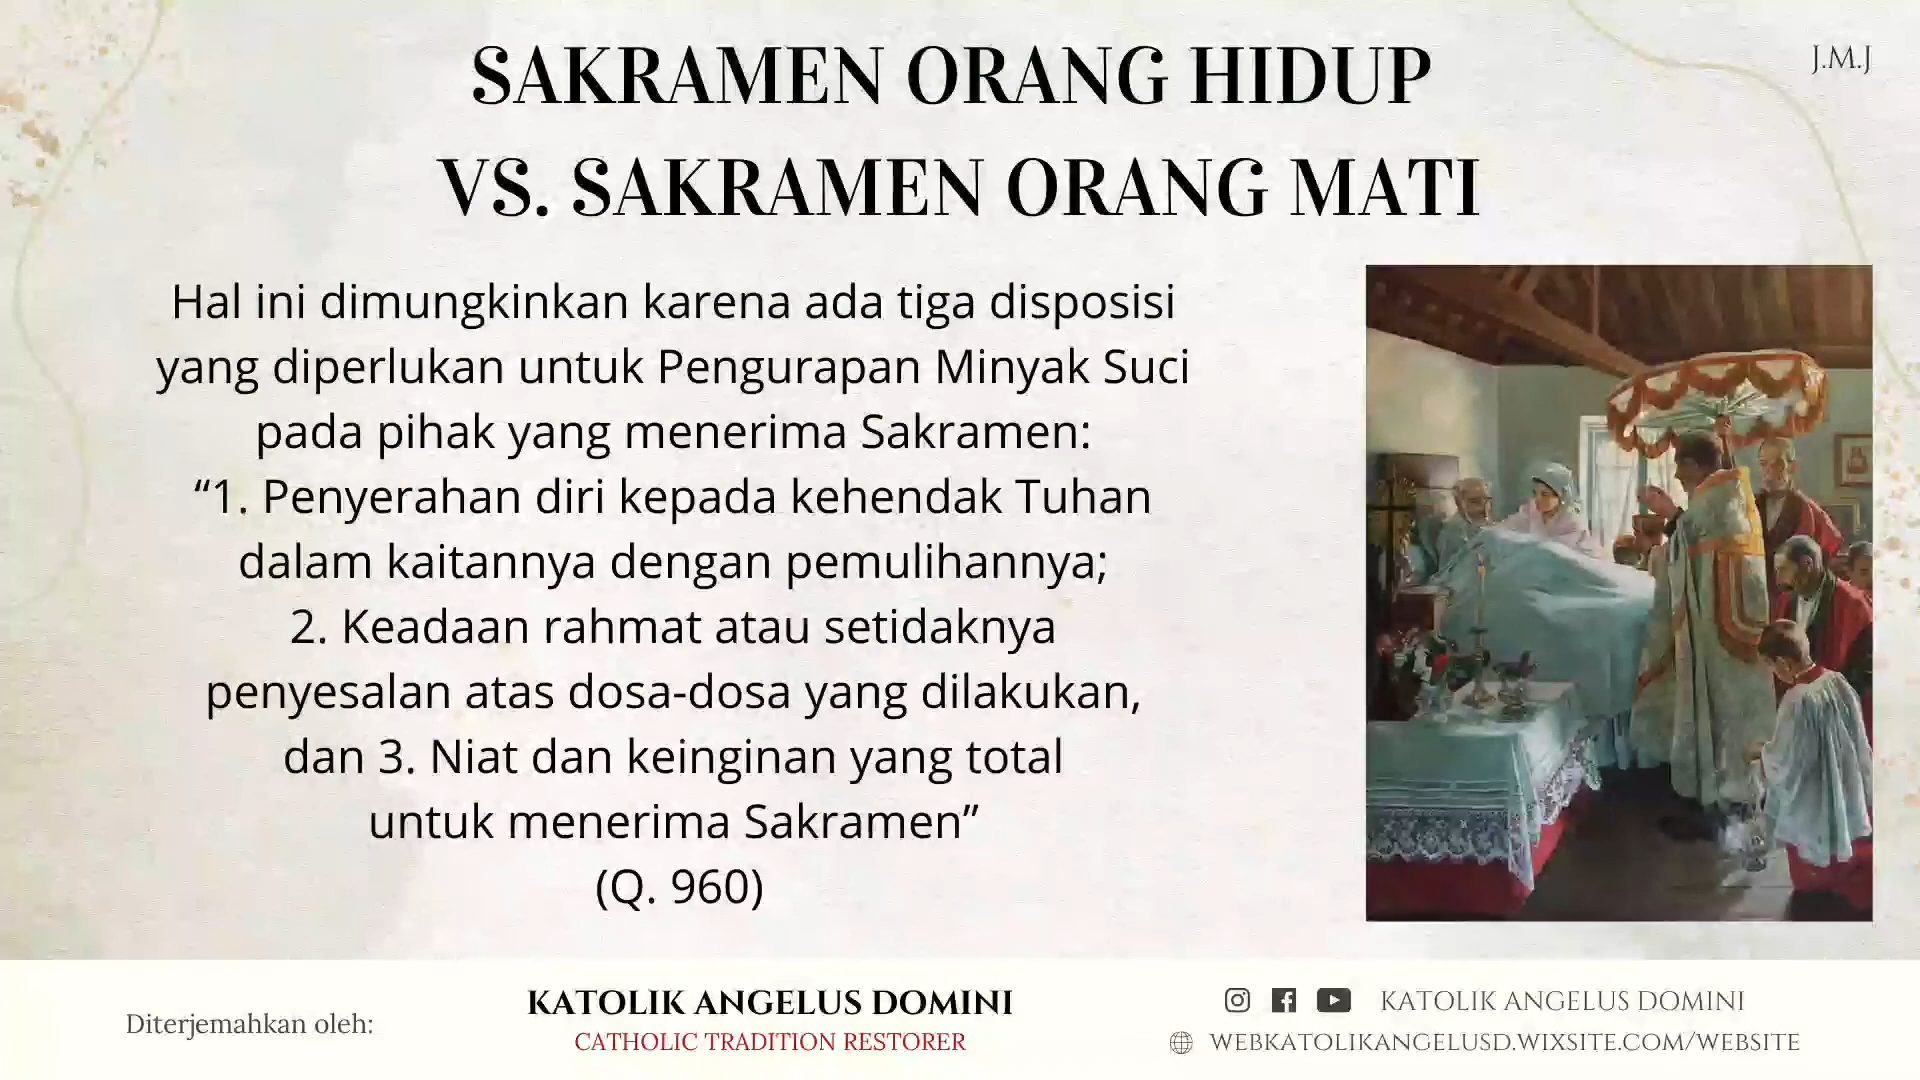 SAKRAMEN ORANG HIDUP
VS. SAKRAMEN ORANG MATI
J.M.J
Hal ini dimungkinkan karena ada tiga disposisi
yang diperlukan untuk Pengurapan Minyak Suci
pada pihak yang menerima Sakramen:
“1. Penyerahan diri kepada kehendak Tuhan
dalam kaitannya dengan pemulihannya;
2. Keadaan rahmat atau setidaknya
penyesalan atas dosa-dosa yang dilakukan,
dan 3. Niat dan keinginan yang total
untuk menerima Sakramen”
(Q. 960)
Diterjemahkan oleh:
KATOLIK ANGELUS DOMINI
CATHOLIC TRADITION RESTORER
KATOLIK ANGELUS DOMINI
WEBKATOLIKANGELUSD.WIXSITE.COM/WEBSITE